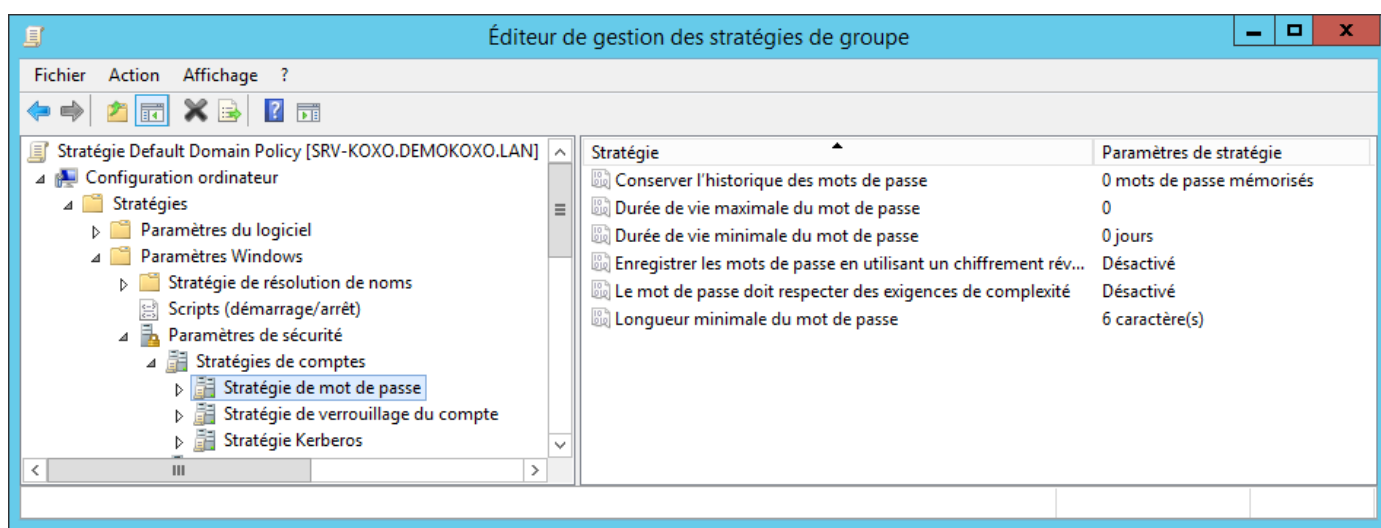 Éditeur de gestion des stratégies de groupe
Fichier Action Affichage ?
Stratégie Default Domain Policy [SRV-KOXO.DEMOKOXO.LAN]
Configuration ordinateur
Stratégies
Paramètres du logiciel
Paramètres Windows
Stratégie de résolution de noms
Scripts (démarrage/arrêt)
Paramètres de sécurité
Stratégies de comptes
Stratégie de mot de passe
Stratégie de verrouillage du compte
Stratégie Kerberos
Stratégie Paramètres de stratégie
Conserver l'historique des mots de passe 0 mots de passe mémorisés
Durée de vie maximale du mot de passe 0
Durée de vie minimale du mot de passe 0 jours
Enregistrer les mots de passe en utilisant un chiffrement rév... Désactivé
Le mot de passe doit respecter des exigences de complexité Désactivé
Longueur minimale du mot de passe 6 caractère(s)